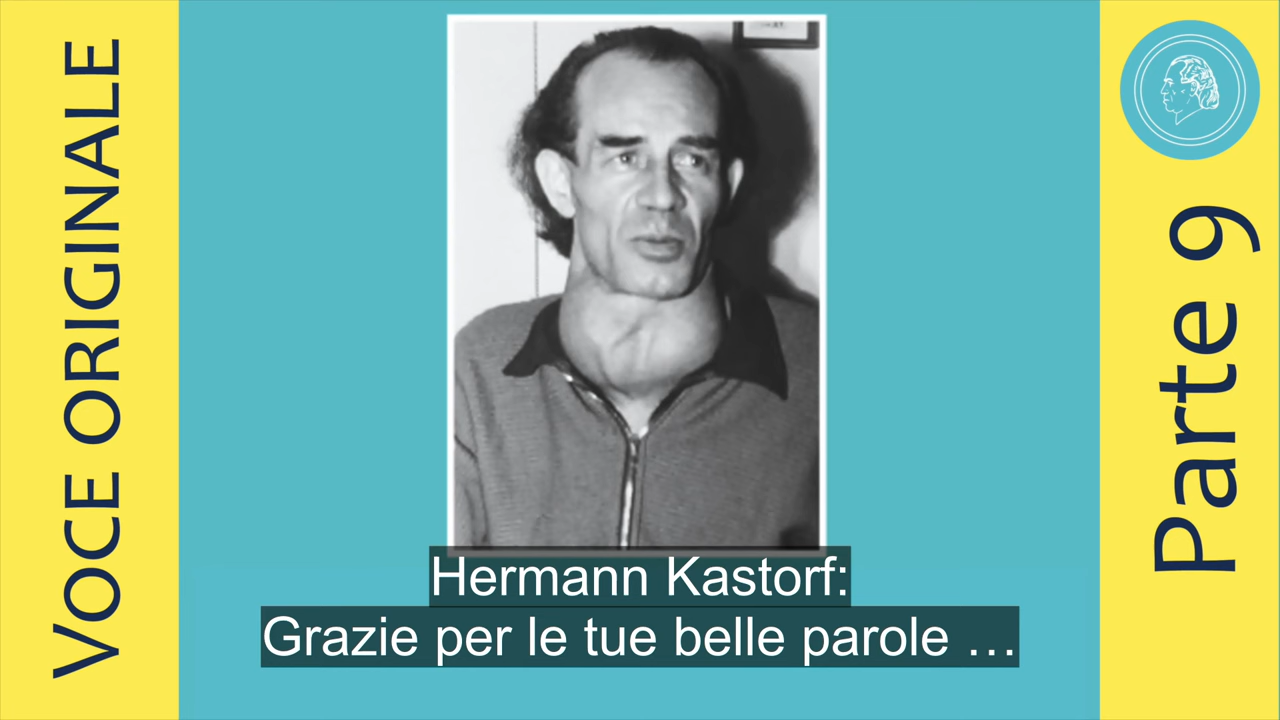 VOCE ORIGINALE
Hermann Kastorf:
Grazie per le tue belle parole …
Parte 9